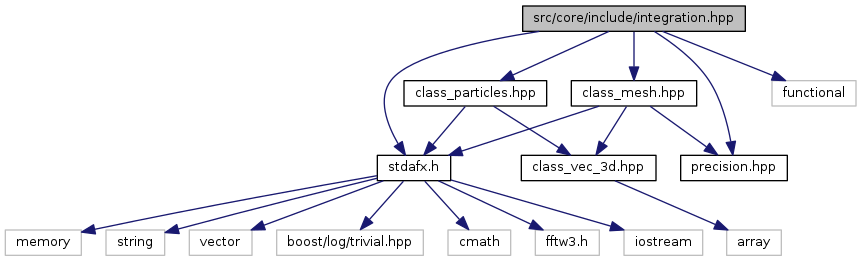 src/core/include/integration.hpp
class_particles.hpp
class_mesh.hpp
functional
stdafx.h
class_vec_3d.hpp
precision.hpp
memory
string
vector
boost/log/trivial.hpp
cmath
fftw3.h
iostream
array